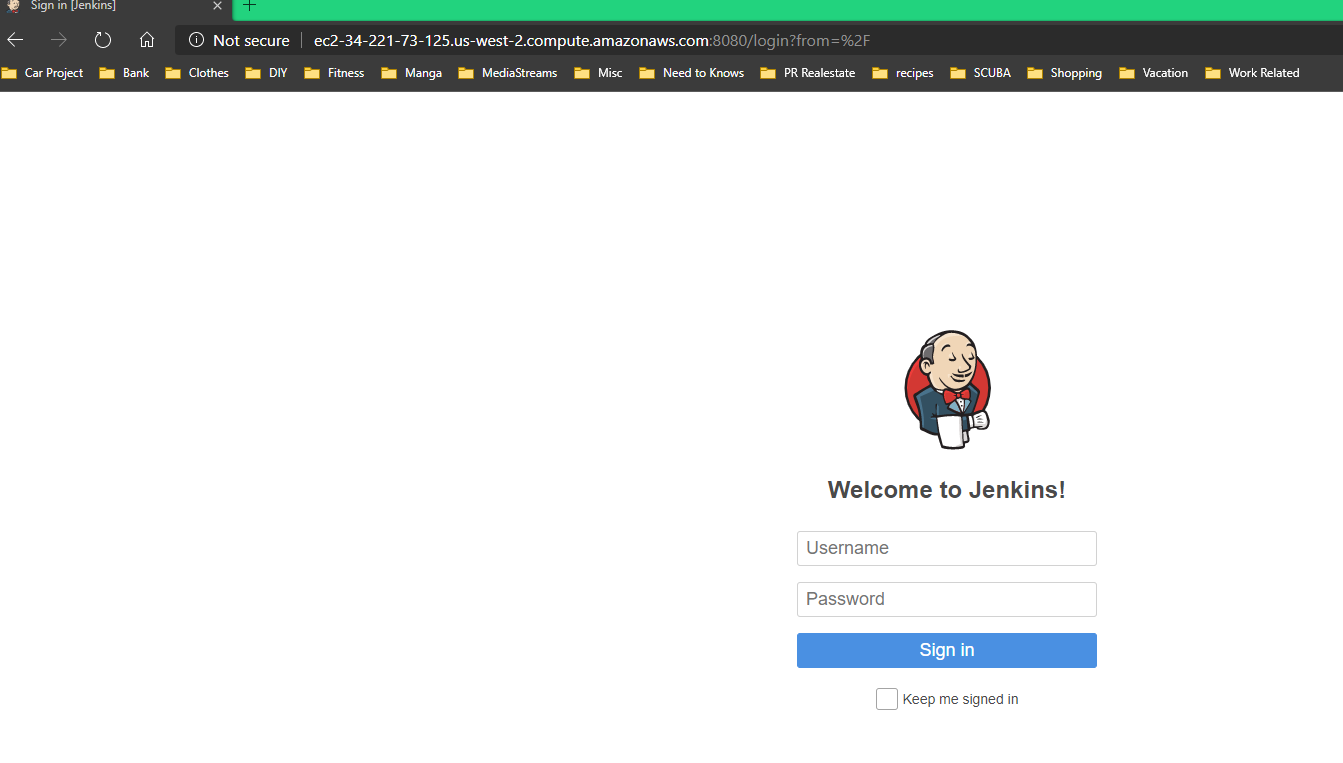 Sign in [Jenkins]
Not secure | ec2-34-221-73-125.us-west-2.compute.amazonaws.com:8080/login?from=%2F
Car Project Bank Clothes DIY Fitness Manga MediaStreams Misc Need to Knows PR Realestate recipes SCUBA Shopping Vacation Work Related
Welcome to Jenkins!
Username
Password
Sign in
Keep me signed in